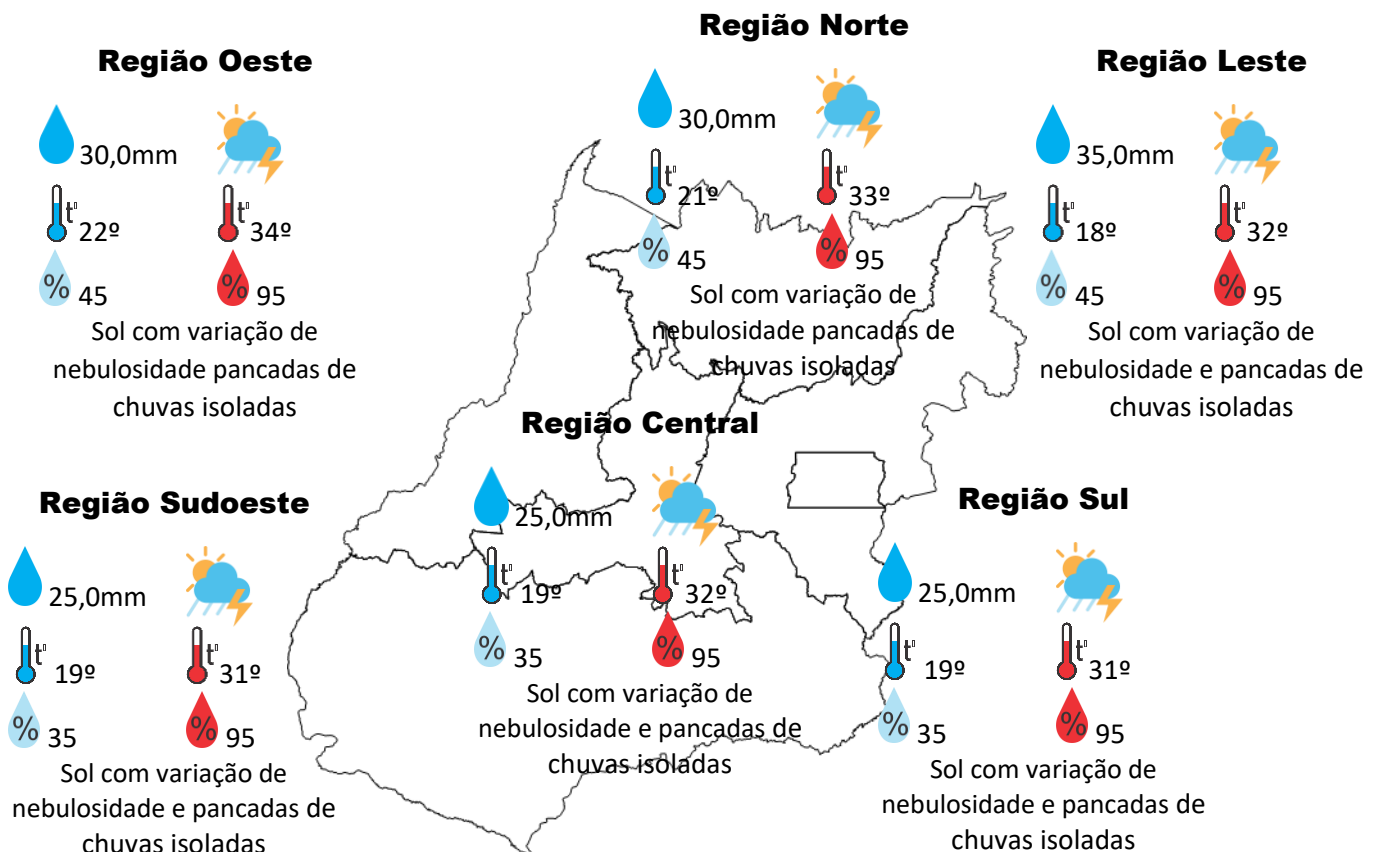 Região Norte
30,0mm
t°
21º
t°
33º
%
45
%
95
Sol com variação de
nebulosidade pancadas de
chuvas isoladas
Região Oeste
30,0mm
t°
22º
t°
34º
%
45
%
95
Sol com variação de
nebulosidade pancadas de
chuvas isoladas
Região Leste
35,0mm
t°
18º
t°
32º
%
45
%
95
Sol com variação de
nebulosidade e pancadas de
chuvas isoladas
Região Central
25,0mm
t°
19º
t°
32º
%
35
%
95
Sol com variação de
nebulosidade e pancadas de
chuvas isoladas
Região Sudoeste
25,0mm
t°
19º
t°
31º
%
35
%
95
Sol com variação de
nebulosidade e pancadas de
chuvas isoladas
Região Sul
25,0mm
t°
19º
t°
31º
%
35
%
95
Sol com variação de
nebulosidade e pancadas de
chuvas isoladas